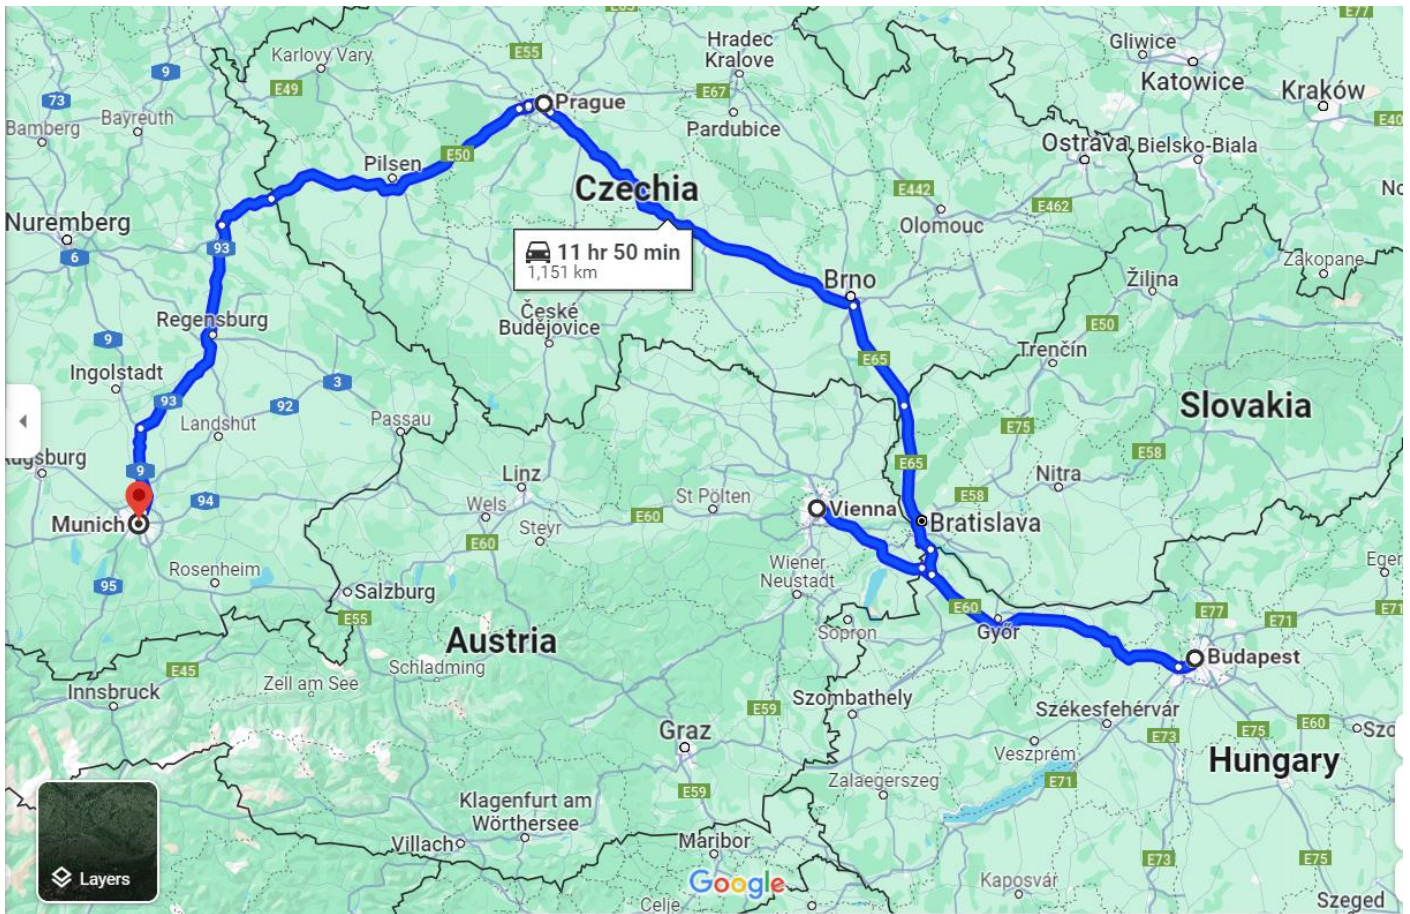 E55
E77
Karlovy Vary
E55
Hradec
Kralove
Gliwice
Katowice
Kraków
9
73
E49
Prague
E67
Bamberg
Bayreuth
Pardubice
E40
Pilsen
E50
Ostrava
Bielsko-Biala
Czechia
E442
E462
Nuremberg
93
6
Olomouc
11 hr 50 min
1,151 km
Brno
Žilina
Zakopane
Regensburg
České
Budějovice
E50
9
E65
Trenčín
Ingolstadt
3
93
92
Landshut
Passau
Slovakia
E75
E58
9
Linz
E65
Nitra
94
Wels
St Pölten
E58
Munich
Steyr
E60
Vienna
Bratislava
E60
Wiener
Neustadt
95
Rosenheim
Salzburg
E55
E60
Sopron
Győr
E77
E71
E71
Austria
Budapest
E45
Schladming
Zell am See
Innsbruck
Szombathely
E59
Székesfehérvár
E60
E75
E73
Graz
Veszprém
Hungary
Zalaegerszeg
E71
E59
Klagenfurt am
Wörthersee
Villach
Maribor
E73
E75
Layers
Google
Kaposvár
Celje
Szeged